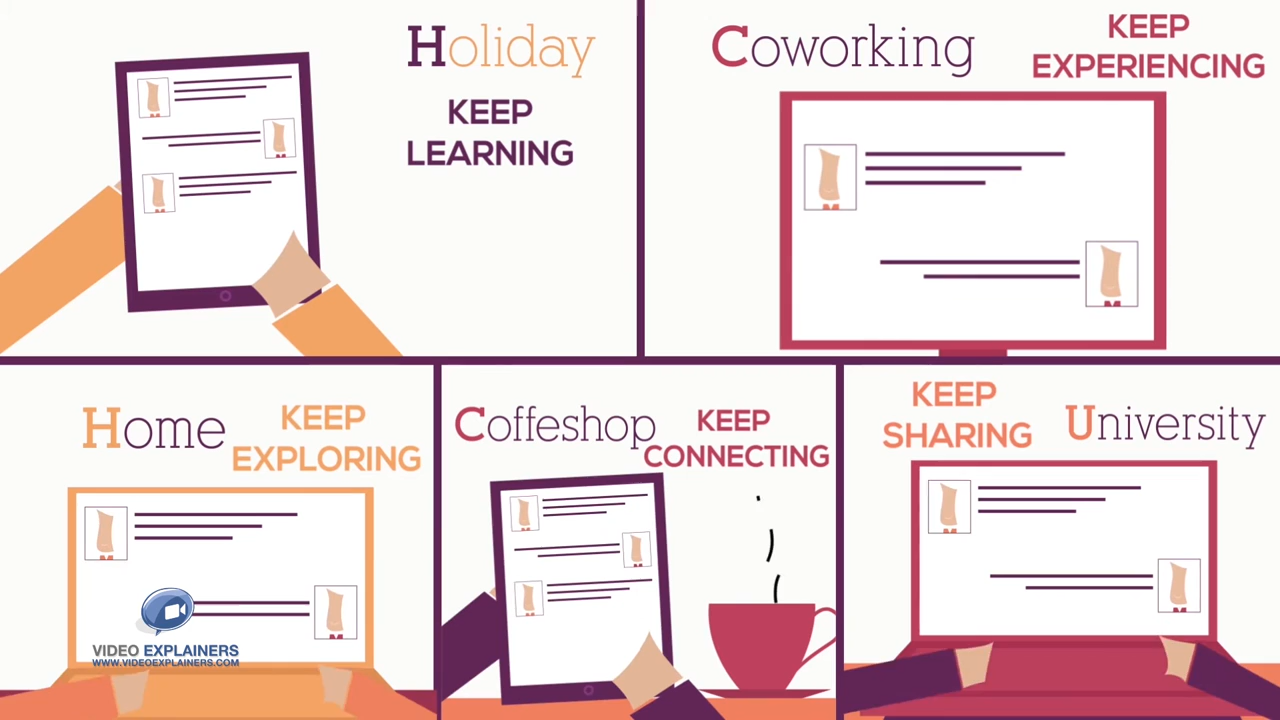 Holiday
KEEP
LEARNING
Coworking
KEEP
EXPERIENCING
Home
KEEP
EXPLORING
VIDEO EXPLAINERS
WWW.VIDEOEXPLAINERS.COM
Coffeshop
KEEP
CONNECTING
KEEP
SHARING
University